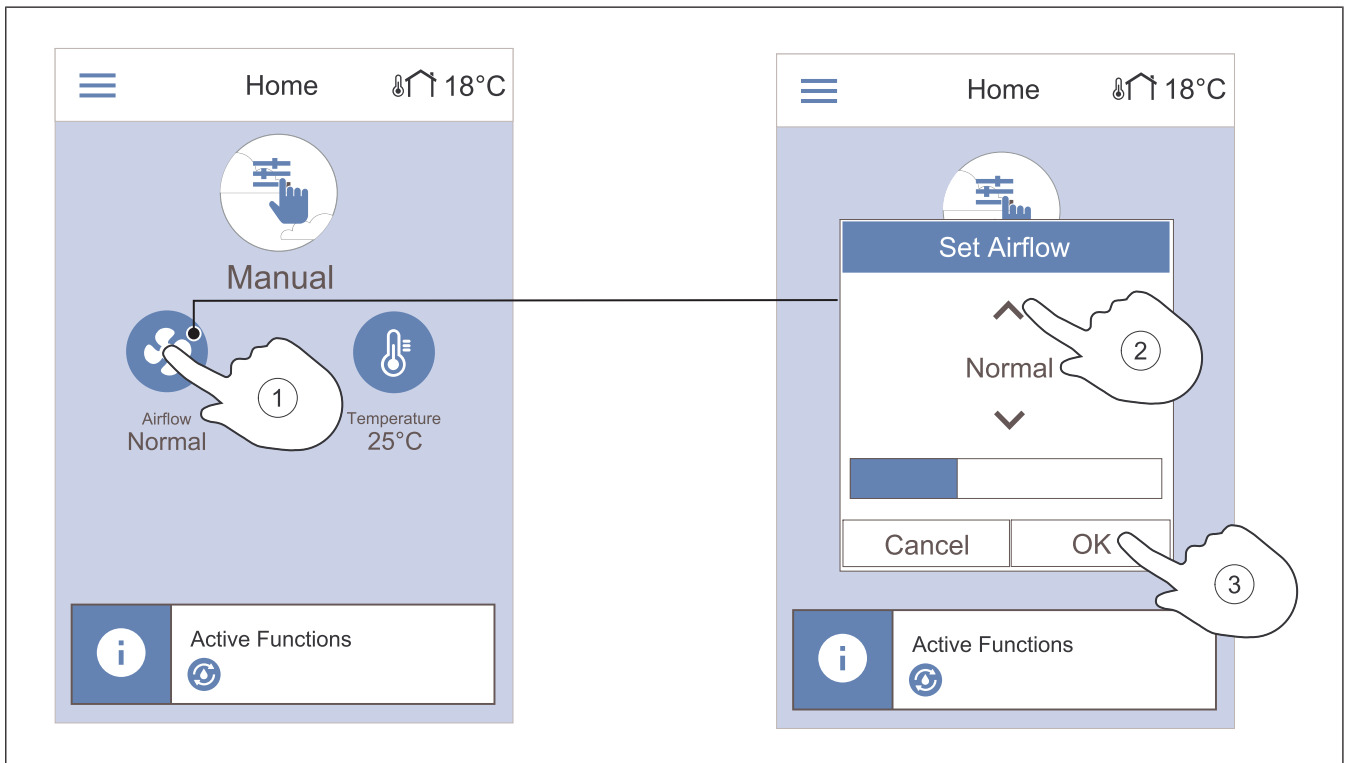 Home 18°C
Manual
1
Airflow
Normal
Temperature
25°C
i
Active Functions
Home 18°C
Set Airflow
2
Normal
Cancel
OK
3
i
Active Functions